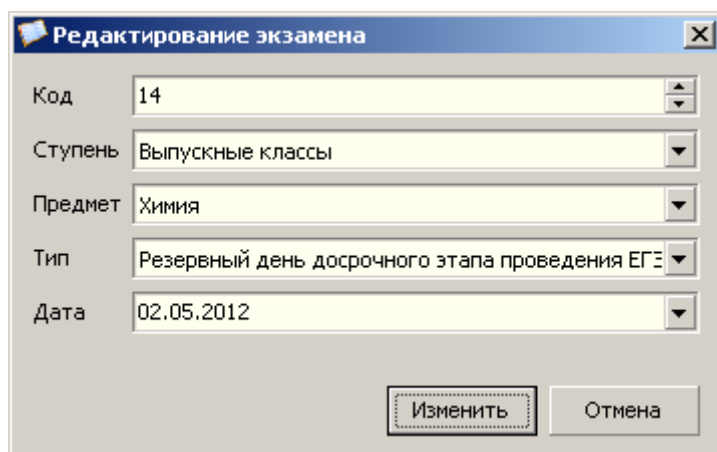 Редактирование экзамена
Код 14
Ступень Выпускные классы
Предмет Химия
Тип Резервный день досрочного этапа проведения ЕГЭ
Дата 02.05.2012
Изменить Отмена